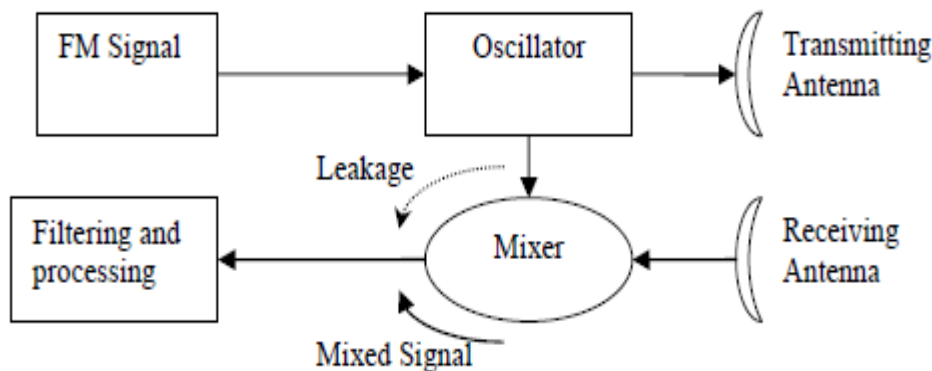 FM Signal
Oscillator
Transmitting
Antenna
Leakage
Filtering and
processing
Mixer
Receiving
Antenna
Mixed Signal